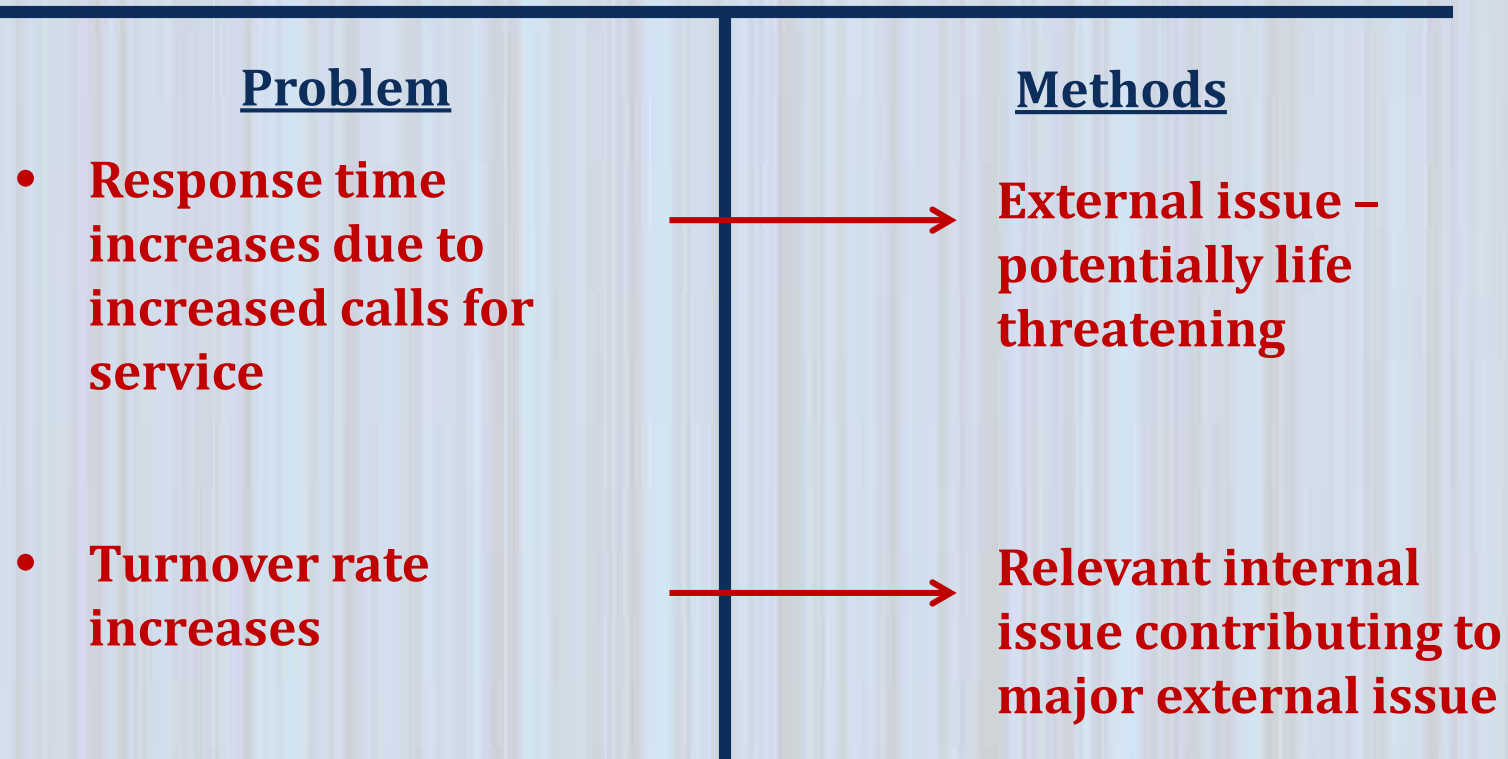 Problem
• Response time
increases due to
increased calls for
service
• Turnover rate
increases
Methods
External issue –
potentially life
threatening
Relevant internal
issue contributing to
major external issue